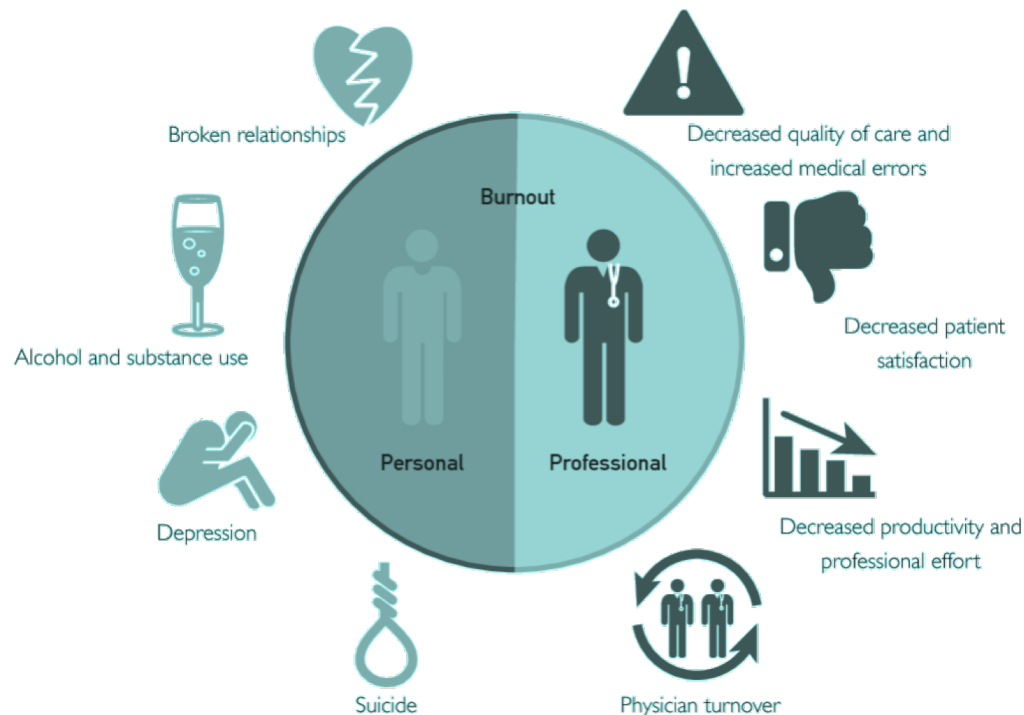 Broken relationships
Decreased quality of care and
increased medical errors
Burnout
Alcohol and substance use
Decreased patient
satisfaction
Personal
Professional
Depression
Decreased productivity and
professional effort
Suicide
Physician turnover